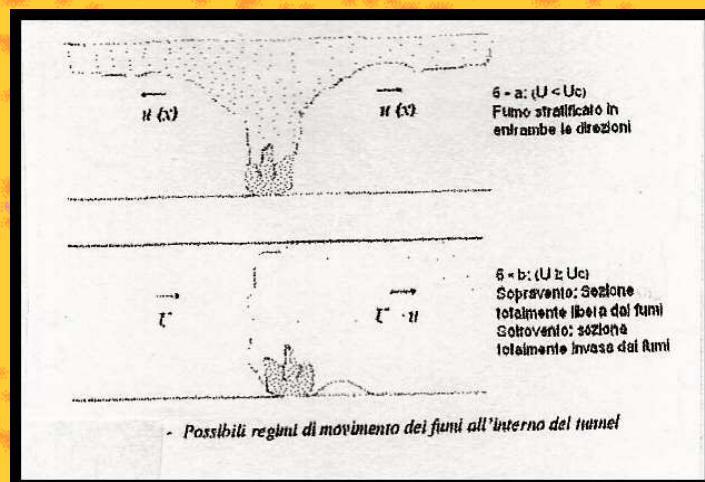 6 - a: (U < Uc)
Fumo stratificato in
entrambe le direzioni
u (x) u (x)
6 - b: (U ≥ Uc)
Sopravento: Sezione
totalmente libera dai fumi
Sottovento: sezione
totalmente invasa dai fumi
U U · u
- Possibili regimi di movimento dei fumi all'interno del tunnel